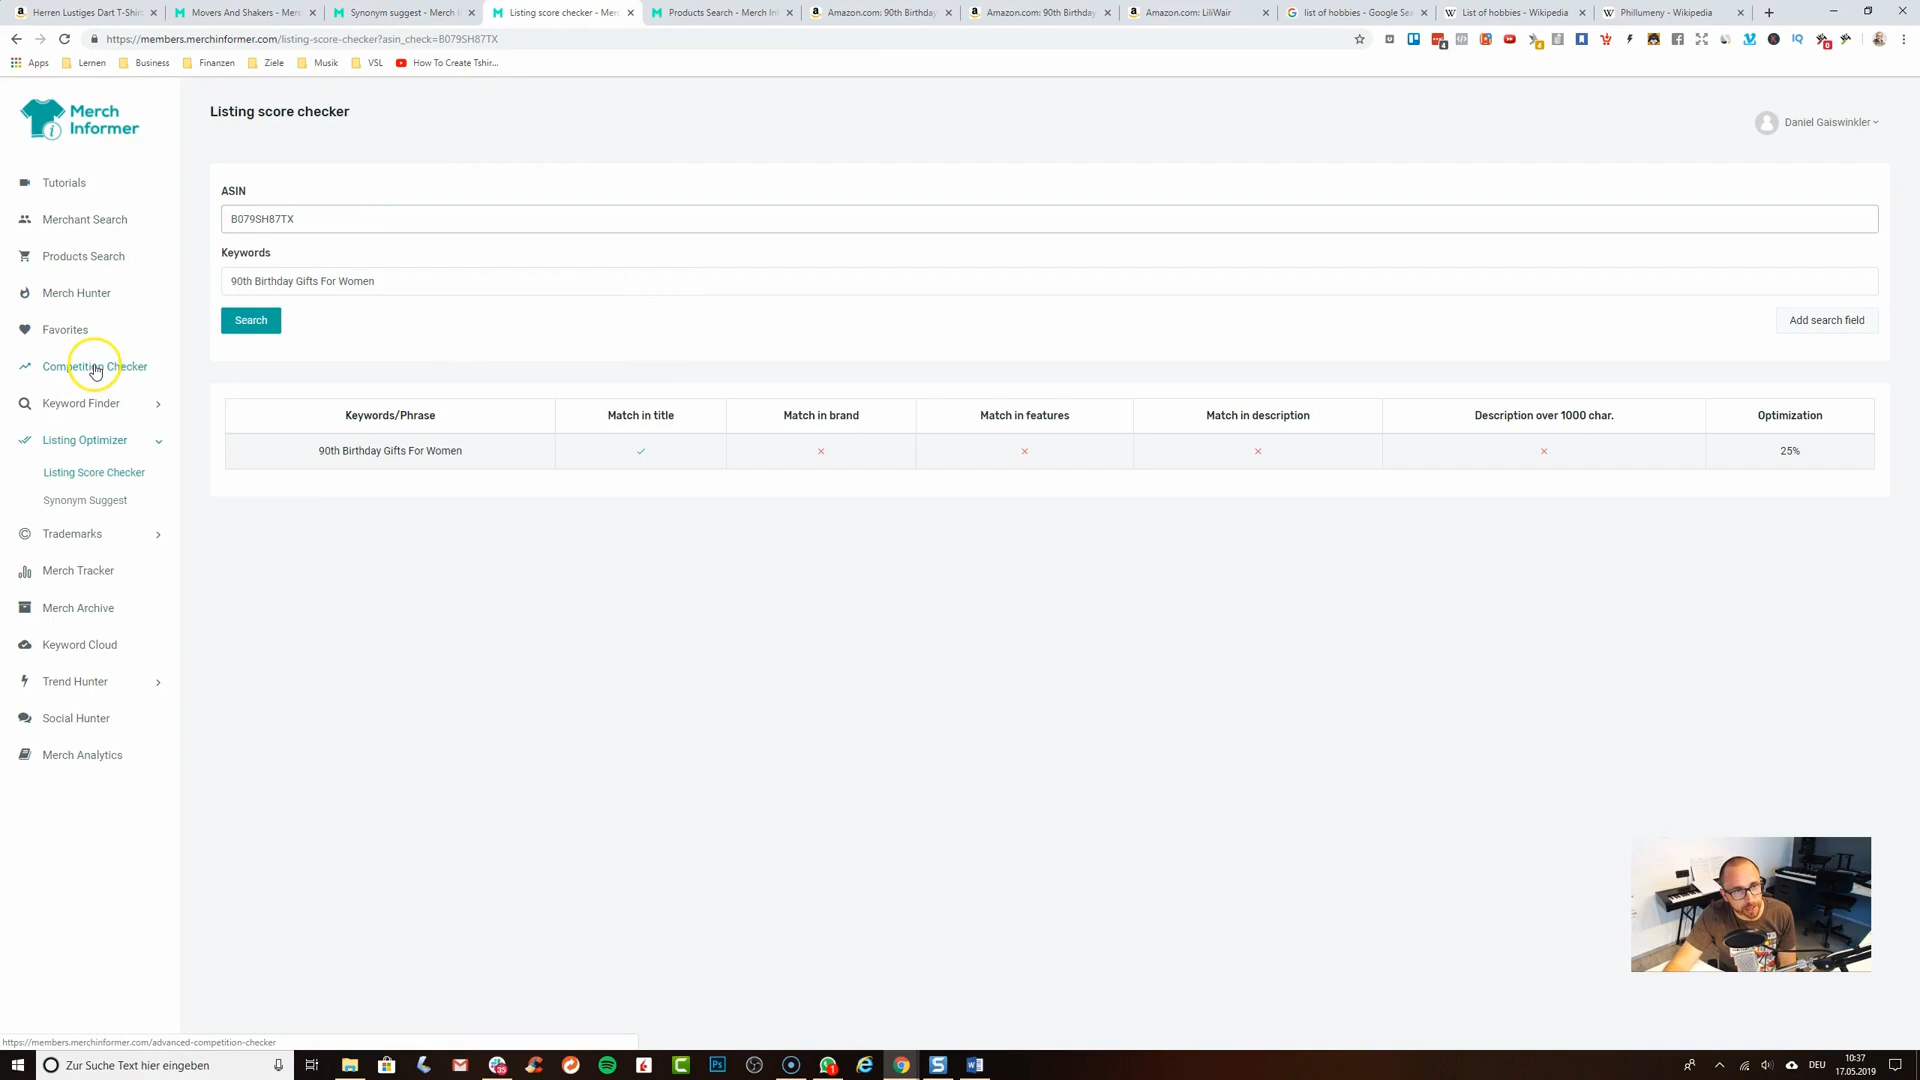 Herren Lustiges Dart T-Shir
Movers And Shakers - Merc
Synonym suggest - Merch
Listing score checker - Merc
Products Search - Merch In
Amazon.com: 90th Birthday
Amazon.com: 90th Birthday
Amazon.com: LiliWair
list of hobbies - Google Sea
List of hobbies - Wikipedia
Phillumeny - Wikipedia
https://members.merchinformer.com/listing-score-checker?asin_check=B079SH87TX
Apps
Lernen
Business
Finanzen
Ziele
Musik
VSL
How To Create Tshir...
Merch
Informer
Listing score checker
Daniel Gaiswinkler
Tutorials
Merchant Search
Products Search
Merch Hunter
Favorites
Competition Checker
Keyword Finder
Listing Optimizer
Listing Score Checker
Synonym Suggest
Trademarks
Merch Tracker
Merch Archive
Keyword Cloud
Trend Hunter
Social Hunter
Merch Analytics
ASIN
B079SH87TX
Keywords
90th Birthday Gifts For Women
Search
Add search field
Keywords/Phrase Match in title Match in brand Match in features Match in description Description over 1000 char. Optimization
90th Birthday Gifts For Women 25%
https://members.merchinformer.com/advanced-competition-checker
Zur Suche Text hier eingeben
DEU
10:37
17.05.2019